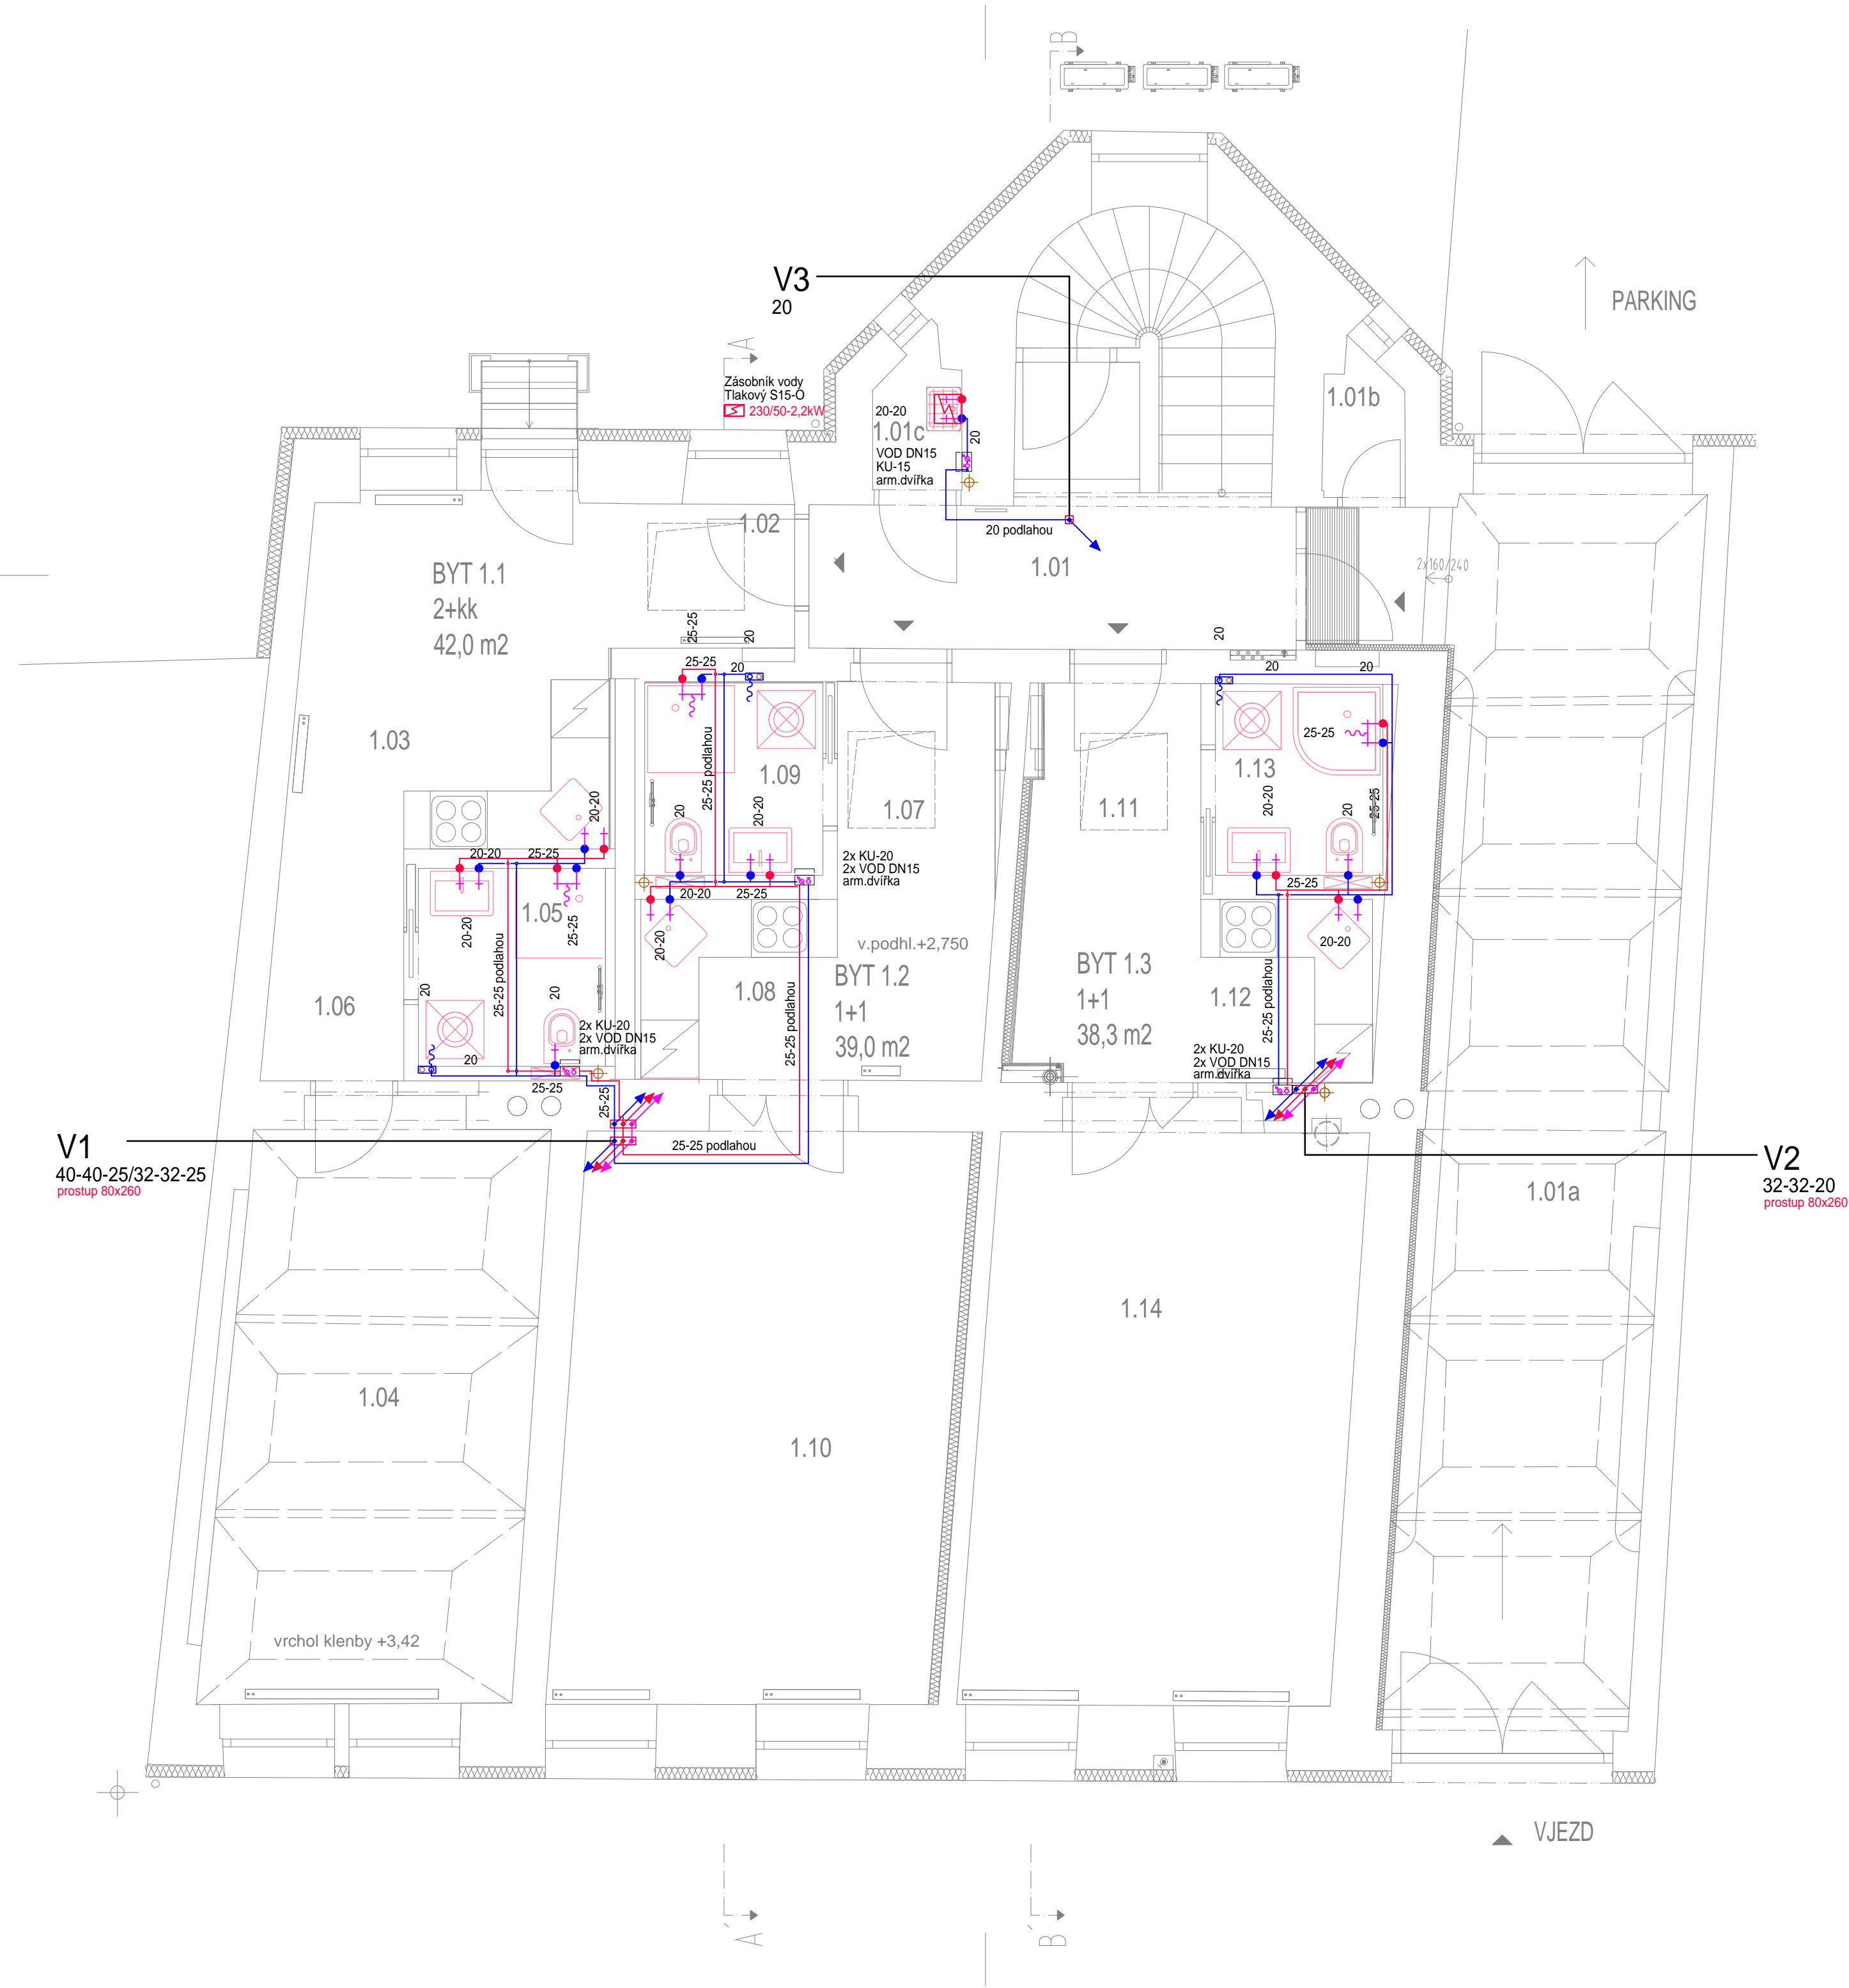 B
PARKING
V3
20
A
Zásobník vody
Tlakový S15-O
230/50-2,2kW
20-20
1.01c
VOD DN15
KU-15
arm.dvířka
20
1.01b
1.02
20 podlahou
1.01
2x160/240
BYT 1.1
2+kk
42,0 m2
25-25
20
20
25-25
20
20
20
1.03
25-25 podlahou
1.09
1.07
1.11
1.13
25-25
20-20
20
20-20
20-20
20
25-25
20-20
25-25
2x KU-20
2x VOD DN15
arm.dvířka
20-20
25-25
25-25
1.05
20-20
25-25
20-20
20-20
v.podhl.+2,750
25-25 podlahou
1.06
20
20
1.08
25-25 podlahou
BYT 1.2
1+1
39,0 m2
BYT 1.3
1+1
38,3 m2
1.12
25-25 podlahou
2x KU-20
2x VOD DN15
arm.dvířka
20
25-25
25-25
2x KU-20
2x VOD DN15
arm.dvířka
V1
40-40-25/32-32-25
prostup 80x260
25-25 podlahou
V2
32-32-20
prostup 80x260
1.01a
1.14
1.04
1.10
vrchol klenby +3,42
VJEZD
A'
B'